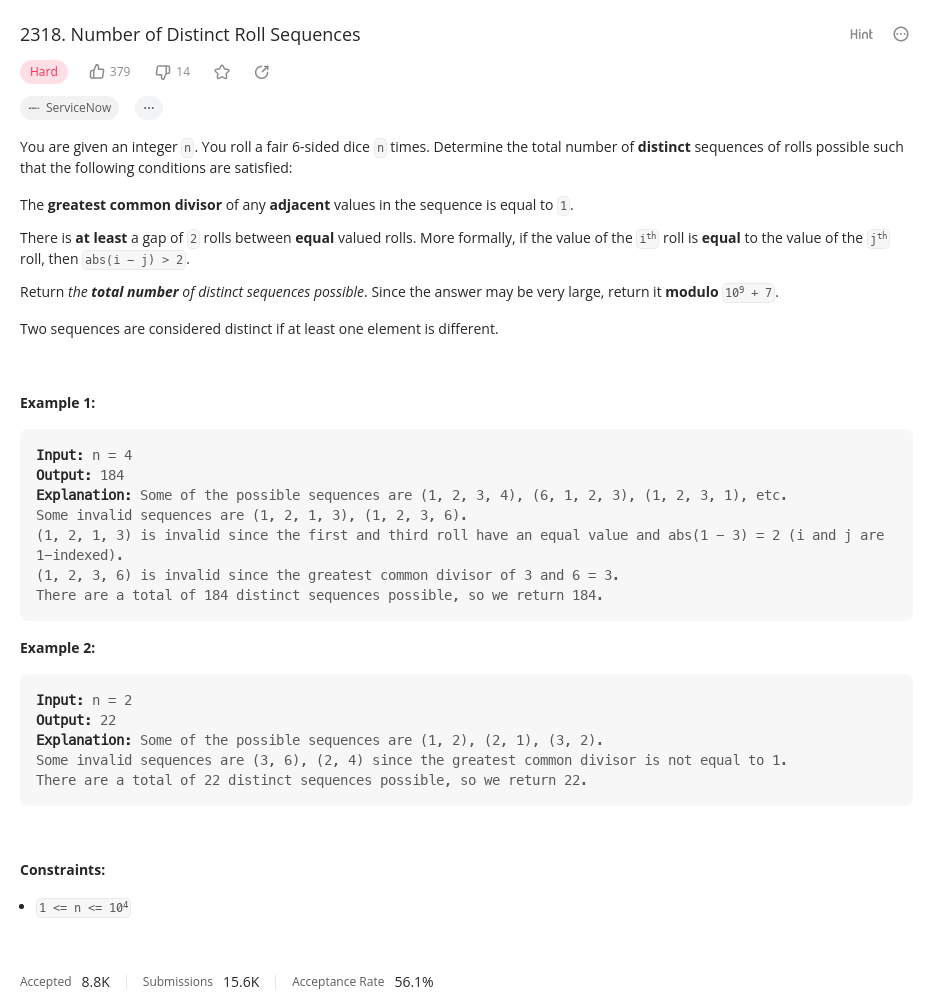 2318. Number of Distinct Roll Sequences
Hint
Hard 379 14
ServiceNow ...
You are given an integer n. You roll a fair 6-sided dice n times. Determine the total number of distinct sequences of rolls possible such
that the following conditions are satisfied:
The greatest common divisor of any adjacent values in the sequence is equal to 1.
There is at least a gap of 2 rolls between equal valued rolls. More formally, if the value of the iᵗʰ roll is equal to the value of the jᵗʰ
roll, then abs(i - j) > 2.
Return the total number of distinct sequences possible. Since the answer may be very large, return it modulo 10⁹ + 7.
Two sequences are considered distinct if at least one element is different.
Example 1:
Input: n = 4
Output: 184
Explanation: Some of the possible sequences are (1, 2, 3, 4), (6, 1, 2, 3), (1, 2, 3, 1), etc.
Some invalid sequences are (1, 2, 1, 3), (1, 2, 3, 6).
(1, 2, 1, 3) is invalid since the first and third roll have an equal value and abs(1 - 3) = 2 (i and j are
1-indexed).
(1, 2, 3, 6) is invalid since the greatest common divisor of 3 and 6 = 3.
There are a total of 184 distinct sequences possible, so we return 184.
Example 2:
Input: n = 2
Output: 22
Explanation: Some of the possible sequences are (1, 2), (2, 1), (3, 2).
Some invalid sequences are (3, 6), (2, 4) since the greatest common divisor is not equal to 1.
There are a total of 22 distinct sequences possible, so we return 22.
Constraints:
• 1 <= n <= 10⁴
Accepted 8.8K Submissions 15.6K Acceptance Rate 56.1%